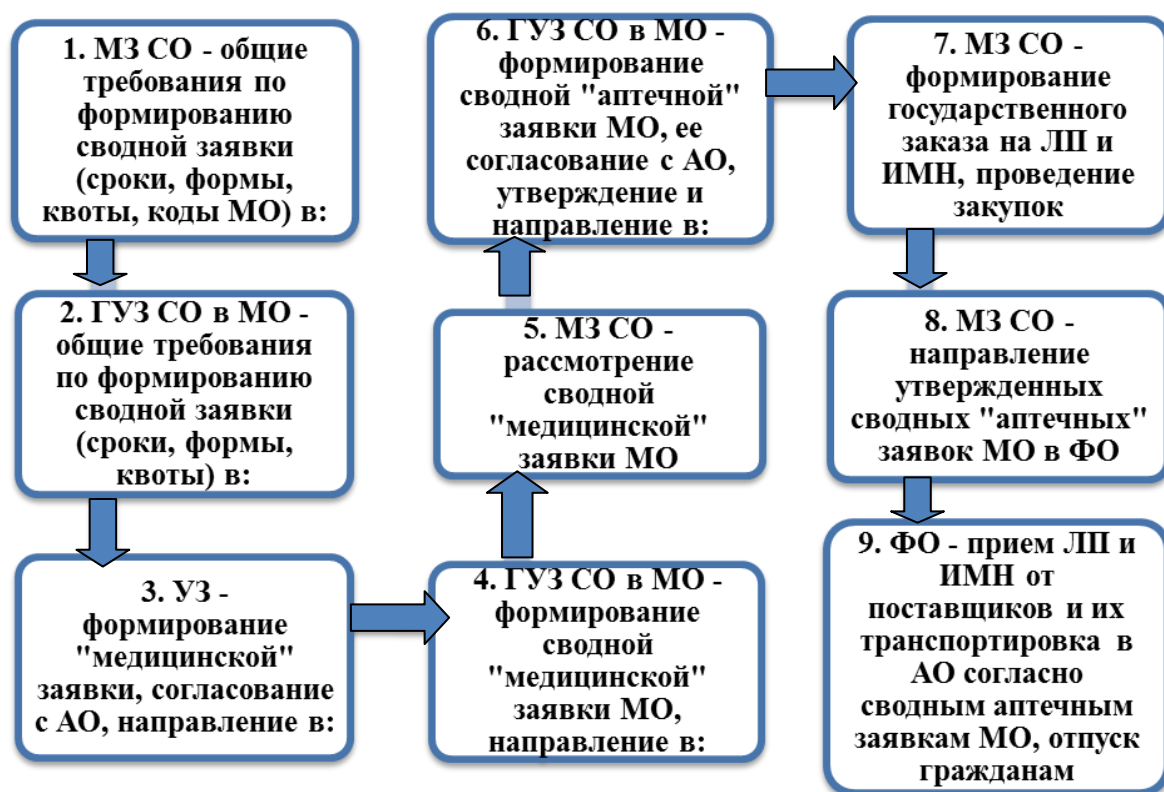 1. МЗ СО - общие
требования по
формированию
сводной заявки
(сроки, формы,
квоты, коды МО) в:
2. ГУЗ СО в МО -
общие требования
по формированию
сводной заявки
(сроки, формы,
квоты) в:
3. УЗ -
формирование
"медицинской"
заявки, согласование
с АО, направление в:
4. ГУЗ СО в МО -
формирование
сводной
"медицинской"
заявки МО,
направление в:
5. МЗ СО -
рассмотрение
сводной
"медицинской"
заявки МО
6. ГУЗ СО в МО -
формирование
сводной "аптечной"
заявки МО, ее
согласование с АО,
утверждение и
направление в:
7. МЗ СО -
формирование
государственного
заказа на ЛП и
ИМН, проведение
закупок
8. МЗ СО -
направление
утвержденных
сводных "аптечных"
заявок МО в ФО
9. ФО - прием ЛП и
ИМН от
поставщиков и их
транспортировка в
АО согласно
сводным аптечным
заявкам МО, отпуск
гражданам